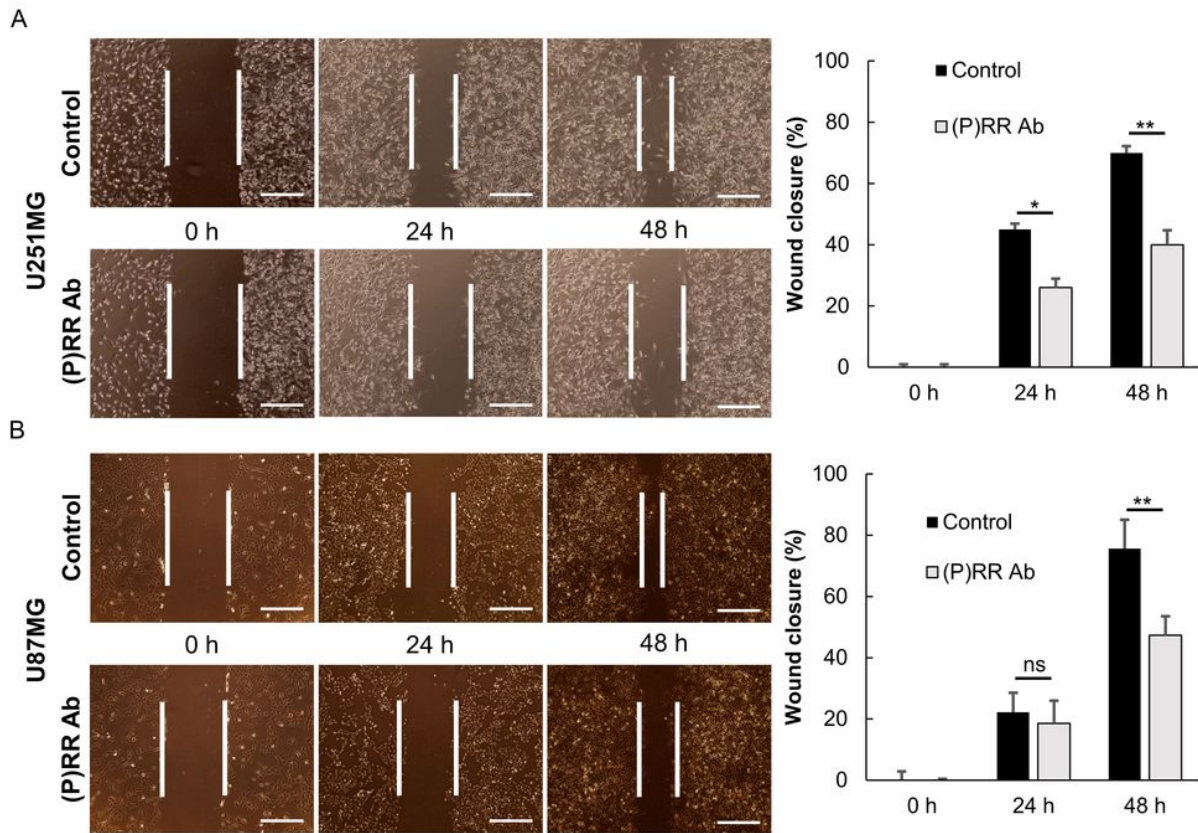 A
U251MG
Control
(P)RR Ab
0 h
24 h
48 h
Wound closure (%)
100
80
60
40
20
0
Control
(P)RR Ab
*
**
0 h
24 h
48 h
B
U87MG
Control
(P)RR Ab
0 h
24 h
48 h
Wound closure (%)
100
80
60
40
20
0
Control
(P)RR Ab
ns
**
0 h
24 h
48 h